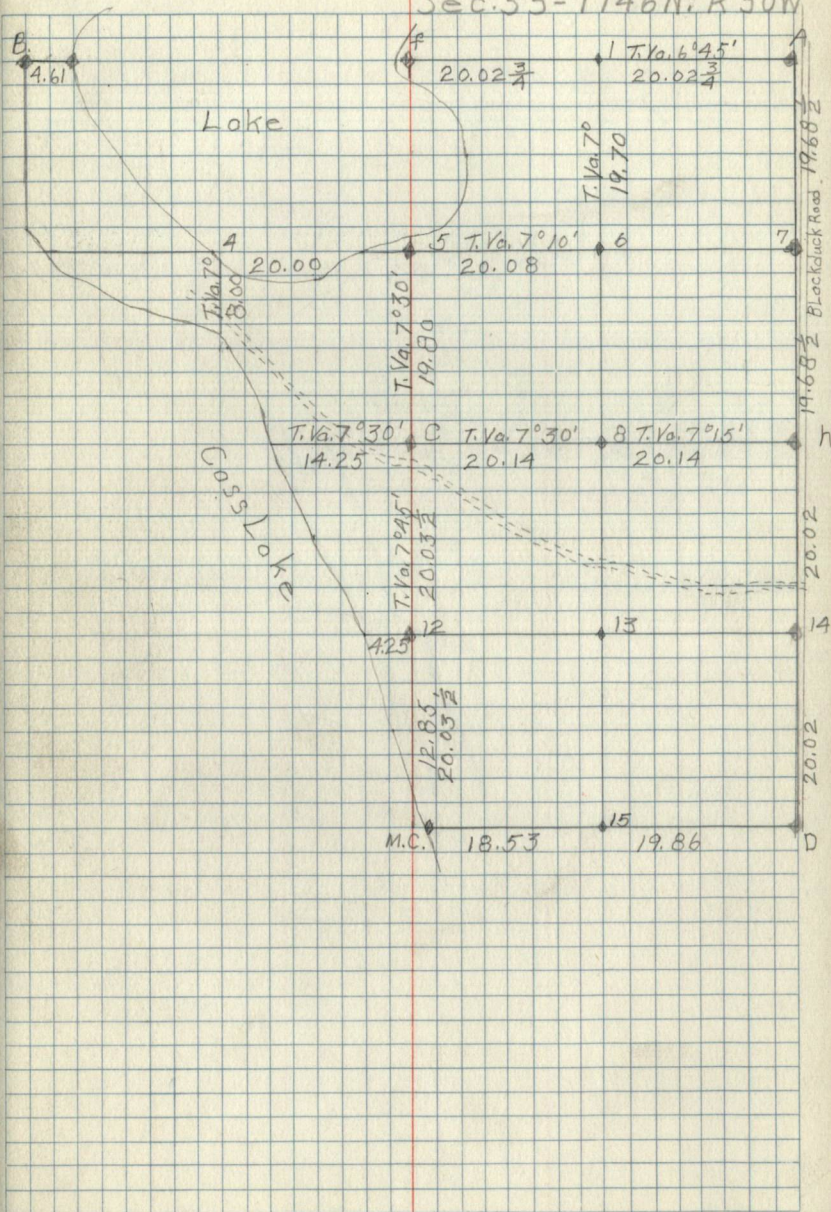 Sec. 35 - T 146 N. R 30 W
B.
4.61
f
20.02 3/4
1 T. Va. 6° 45'
20.02 3/4
A
Lake
T. Va. 7°
19.70
19.68 1/2
Blackduck Road.
4
20.00
5 T. Va. 7° 10'
20.08
6
7
T. Va. 7°
8.00
T. Va. 7° 30'
19.80
19.68 1/2
T. Va. 7° 30'
14.25
C T. Va. 7° 30'
20.14
8 T. Va. 7° 15'
20.14
h
Cass Lake
T. Va. 7° 45'
20.03 1/2
20.02
4.25
12
13
14
12.85
20.03 1/2
20.02
M.C.
18.53
15
19.86
D